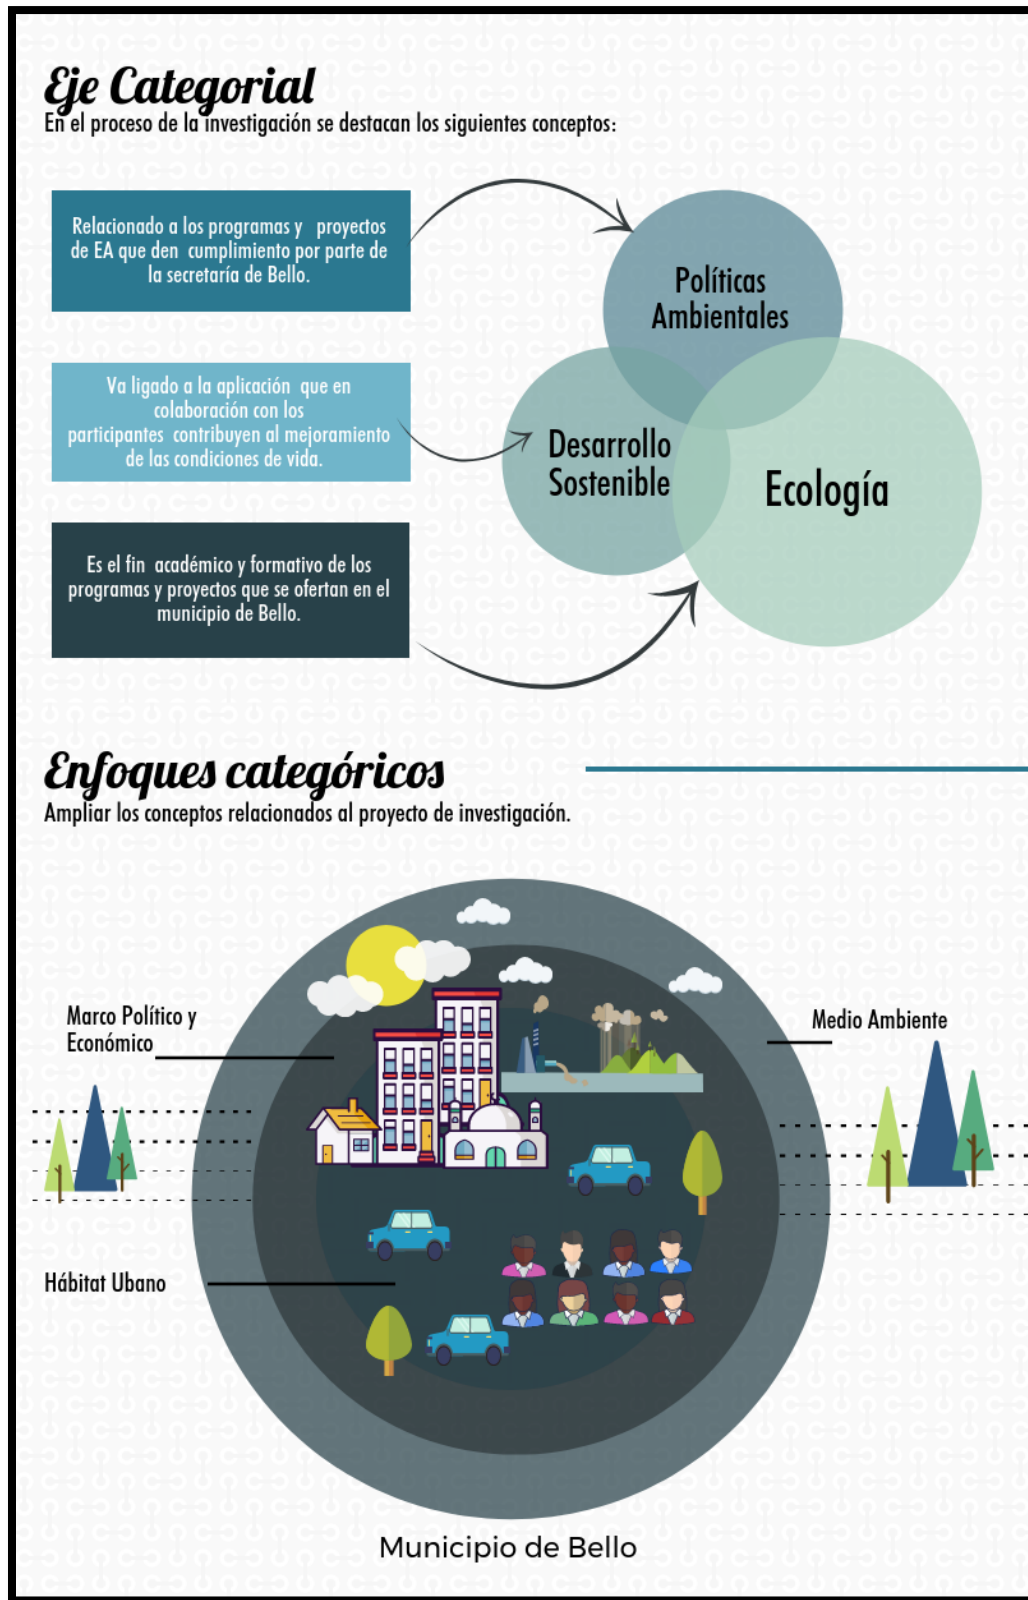 Eje Categorial
En el proceso de la investigación se destacan los siguientes conceptos:
Relacionado a los programas y proyectos
de EA que den cumplimiento por parte de
la secretaría de Bello.
Políticas
Ambientales
Va ligado a la aplicación que en
colaboración con los
participantes contribuyen al mejoramiento
de las condiciones de vida.
Desarrollo
Sostenible
Ecología
Es el fin académico y formativo de los
programas y proyectos que se ofertan en el
municipio de Bello.
Enfoques categóricos
Ampliar los conceptos relacionados al proyecto de investigación.
Marco Político y
Económico
Medio Ambiente
Hábitat Ubano
Municipio de Bello